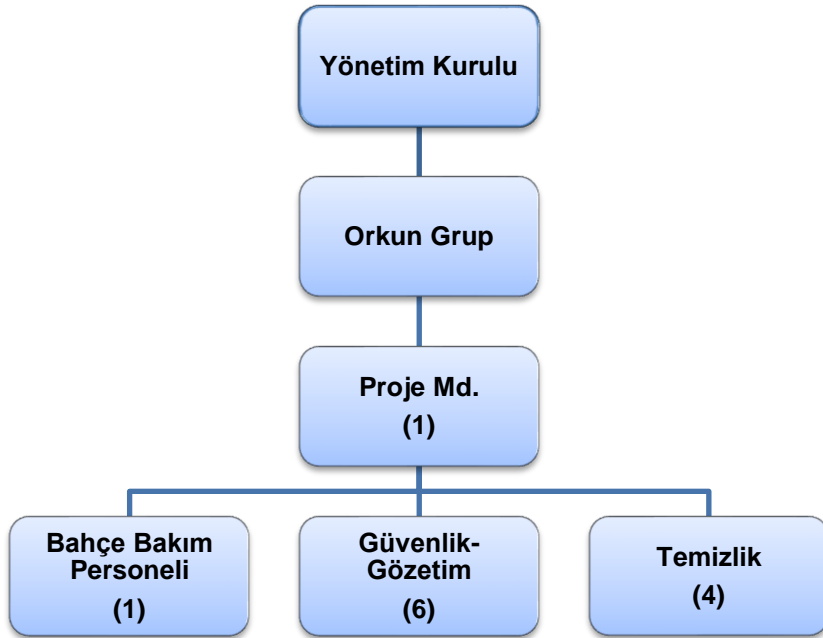 Yönetim Kurulu
Orkun Grup
Proje Md.
(1)
Bahçe Bakım
Personeli
(1)
Güvenlik-
Gözetim
(6)
Temizlik
(4)